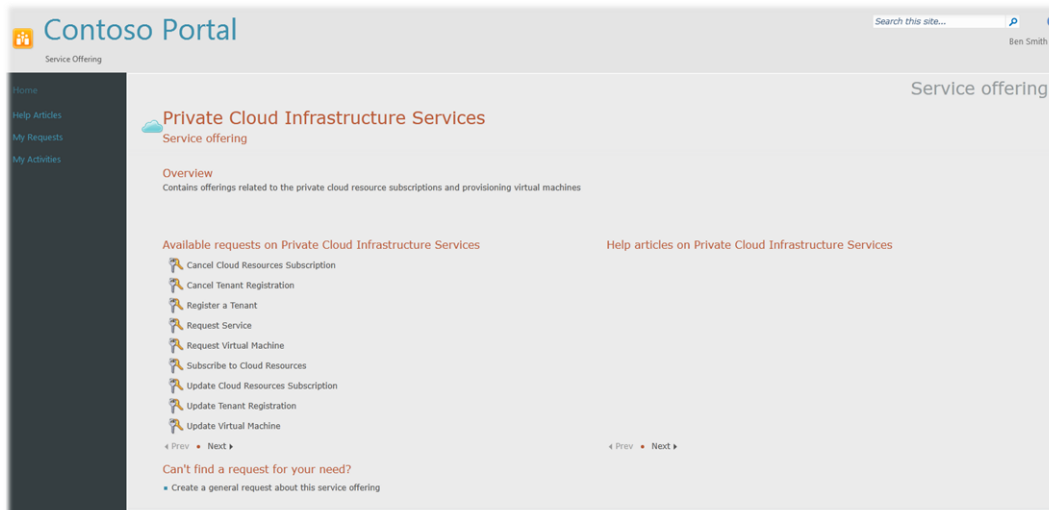 Contoso Portal
Search this site...
Ben Smith
Service Offering
Home
Help Articles
My Requests
My Activities
Service offering
Private Cloud Infrastructure Services
Service offering
Overview
Contains offerings related to the private cloud resource subscriptions and provisioning virtual machines
Available requests on Private Cloud Infrastructure Services
Cancel Cloud Resources Subscription
Cancel Tenant Registration
Register a Tenant
Request Service
Request Virtual Machine
Subscribe to Cloud Resources
Update Cloud Resources Subscription
Update Tenant Registration
Update Virtual Machine
Prev • Next
Help articles on Private Cloud Infrastructure Services
Prev • Next
Can't find a request for your need?
Create a general request about this service offering